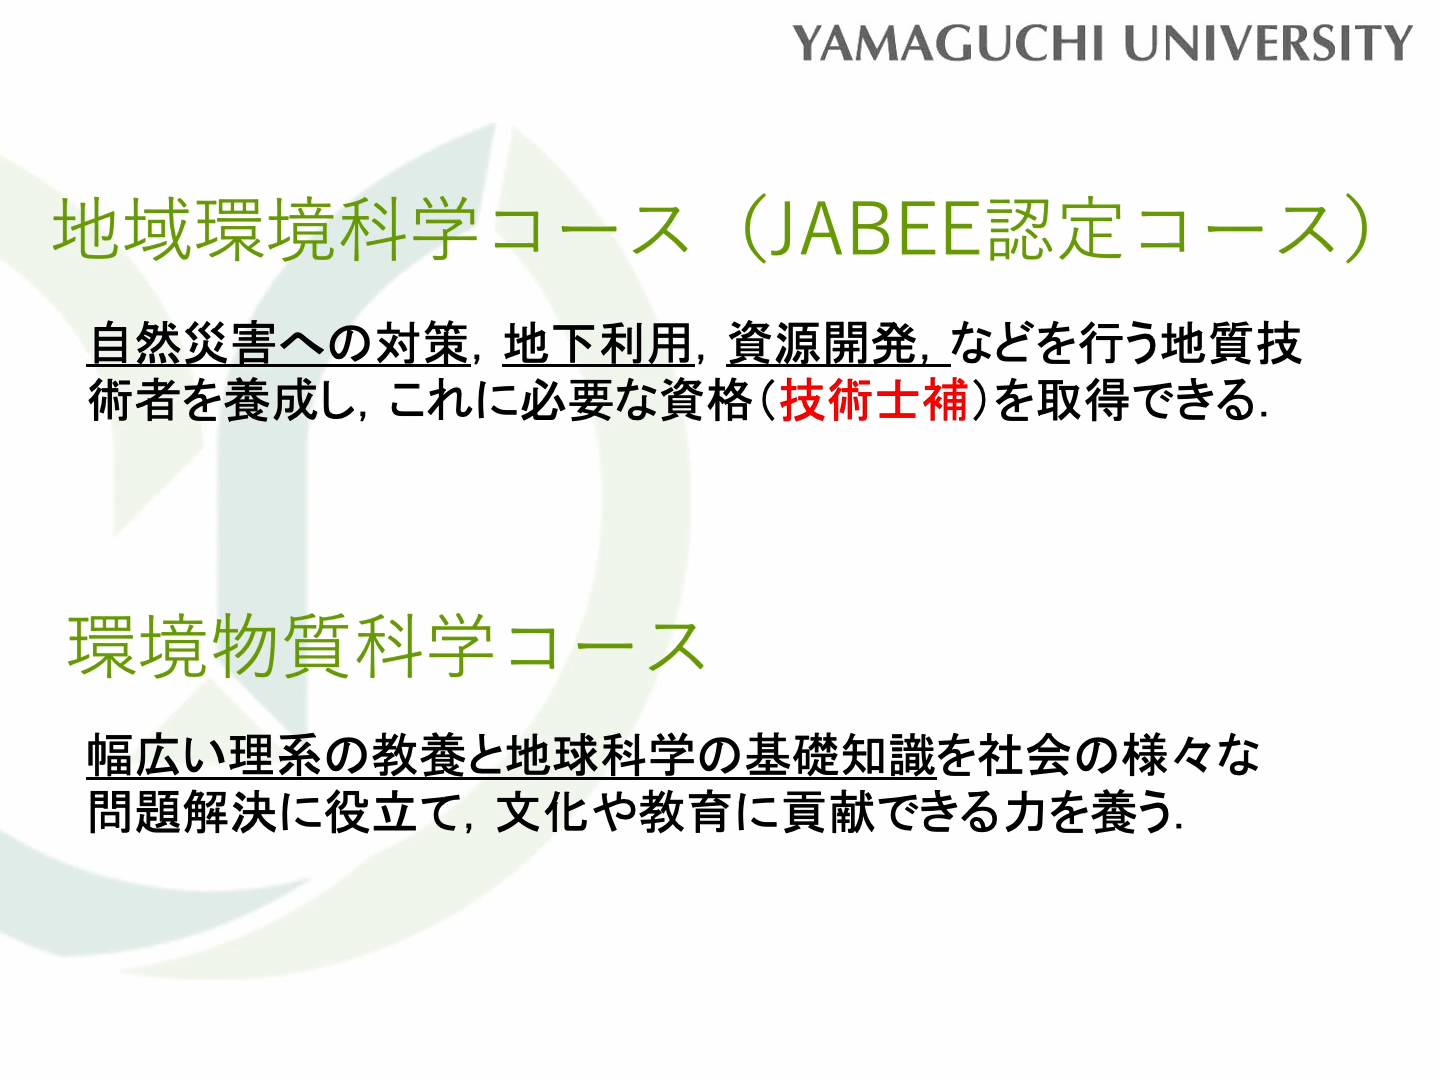 YAMAGUCHI UNIVERSITY
地域環境科学コース（JABEE認定コース）
自然災害への対策，地下利用，資源開発，などを行う地質技
術者を養成し，これに必要な資格（技術士補）を取得できる．
環境物質科学コース
幅広い理系の教養と地球科学の基礎知識を社会の様々な
問題解決に役立て，文化や教育に貢献できる力を養う．